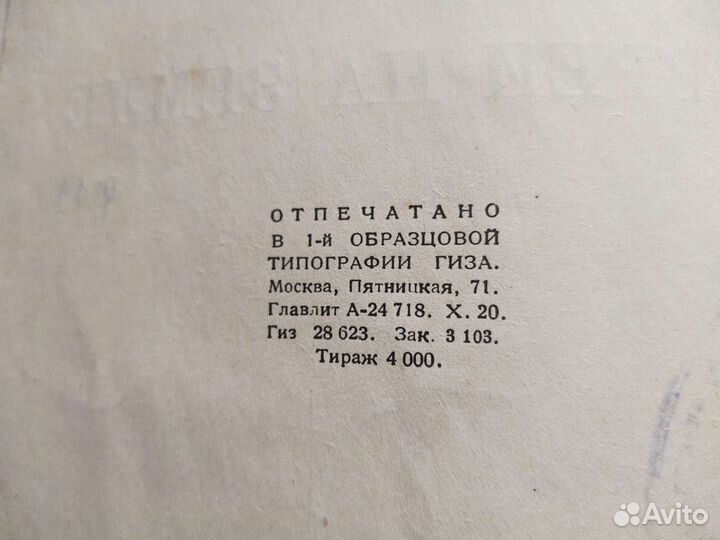 ОТПЕЧАТАНО
В 1-й ОБРАЗЦОВОЙ
ТИПОГРАФИИ ГИЗА.
Москва, Пятницкая, 71.
Главлит А-24 718. X. 20.
Гиз 28 623. Зак. 3 103.
Тираж 4 000.
Avito